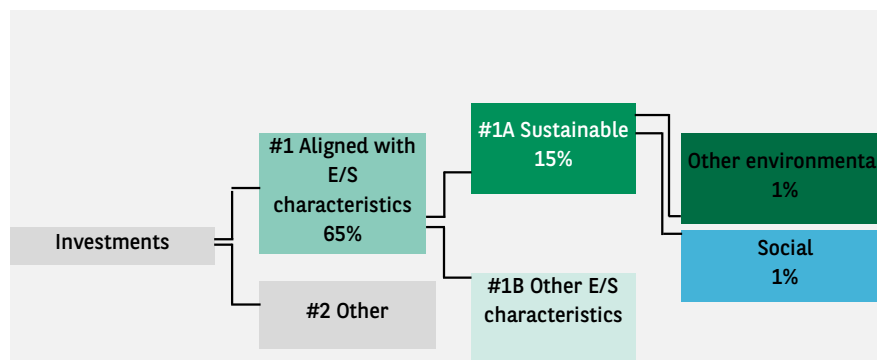 Investments
#1 Aligned with
E/S
characteristics
65%
#2 Other
#1A Sustainable
15%
#1B Other E/S
characteristics
Other environmenta
1%
Social
1%